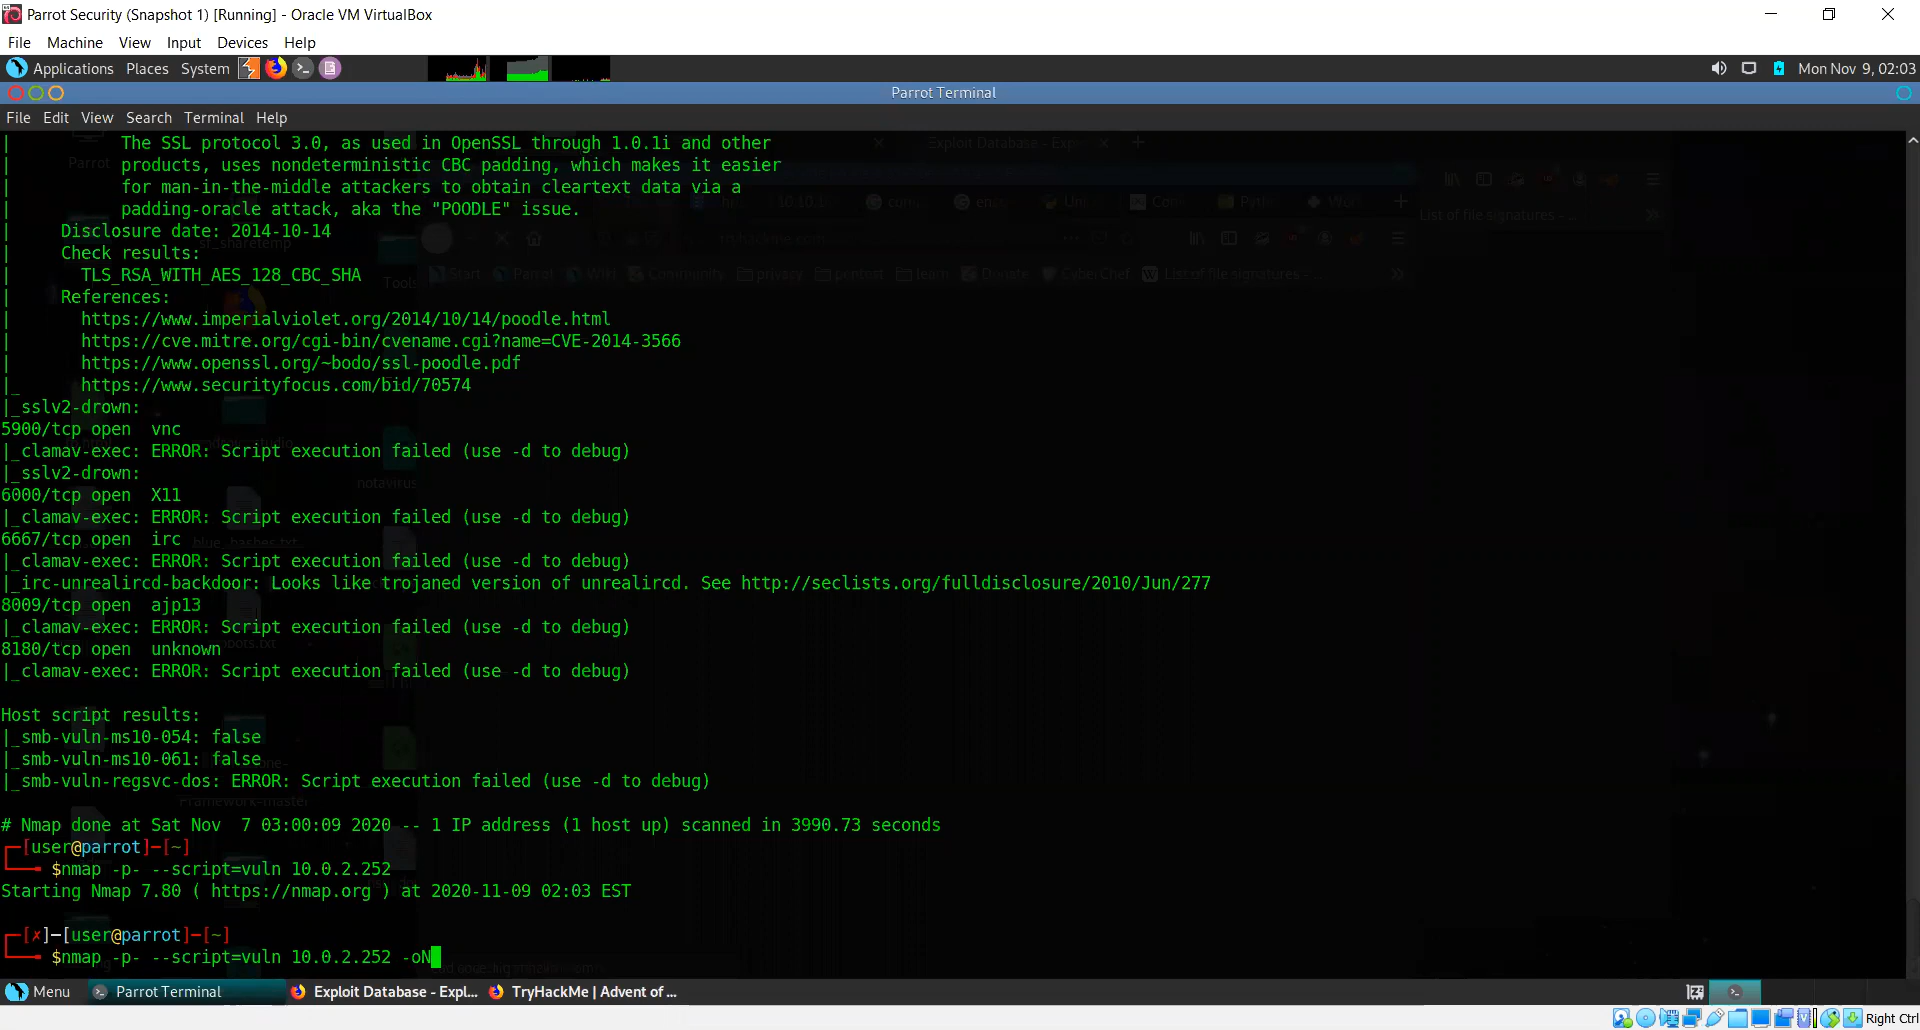 Parrot Security (Snapshot 1) [Running] - Oracle VM VirtualBox
File Machine View Input Devices Help
Applications Places System
Mon Nov 9, 02:03
Parrot Terminal
File Edit View Search Terminal Help
| The SSL protocol 3.0, as used in OpenSSL through 1.0.1i and other
| products, uses nondeterministic CBC padding, which makes it easier
| for man-in-the-middle attackers to obtain cleartext data via a
| padding-oracle attack, aka the "POODLE" issue.
| Disclosure date: 2014-10-14
| Check results:
| TLS_RSA_WITH_AES_128_CBC_SHA
| References:
| https://www.imperialviolet.org/2014/10/14/poodle.html
| https://cve.mitre.org/cgi-bin/cvename.cgi?name=CVE-2014-3566
| https://www.openssl.org/~bodo/ssl-poodle.pdf
|_ https://www.securityfocus.com/bid/70574
|_sslv2-drown:
5900/tcp open vnc
|_clamav-exec: ERROR: Script execution failed (use -d to debug)
|_sslv2-drown:
6000/tcp open X11
|_clamav-exec: ERROR: Script execution failed (use -d to debug)
6667/tcp open irc
|_clamav-exec: ERROR: Script execution failed (use -d to debug)
|_irc-unrealircd-backdoor: Looks like trojaned version of unrealircd. See http://seclists.org/fulldisclosure/2010/Jun/277
8009/tcp open ajp13
|_clamav-exec: ERROR: Script execution failed (use -d to debug)
8180/tcp open unknown
|_clamav-exec: ERROR: Script execution failed (use -d to debug)
Host script results:
|_smb-vuln-ms10-054: false
|_smb-vuln-ms10-061: false
|_smb-vuln-regsvc-dos: ERROR: Script execution failed (use -d to debug)
# Nmap done at Sat Nov 7 03:00:09 2020 -- 1 IP address (1 host up) scanned in 3990.73 seconds
┌─[user@parrot]─[~]
└──╼ $nmap -p- --script=vuln 10.0.2.252
Starting Nmap 7.80 ( https://nmap.org ) at 2020-11-09 02:03 EST
┌─[✗]─[user@parrot]─[~]
└──╼ $nmap -p- --script=vuln 10.0.2.252 -oN
Menu Parrot Terminal Exploit Database - Expl... TryHackMe | Advent of ...
Right Ctrl